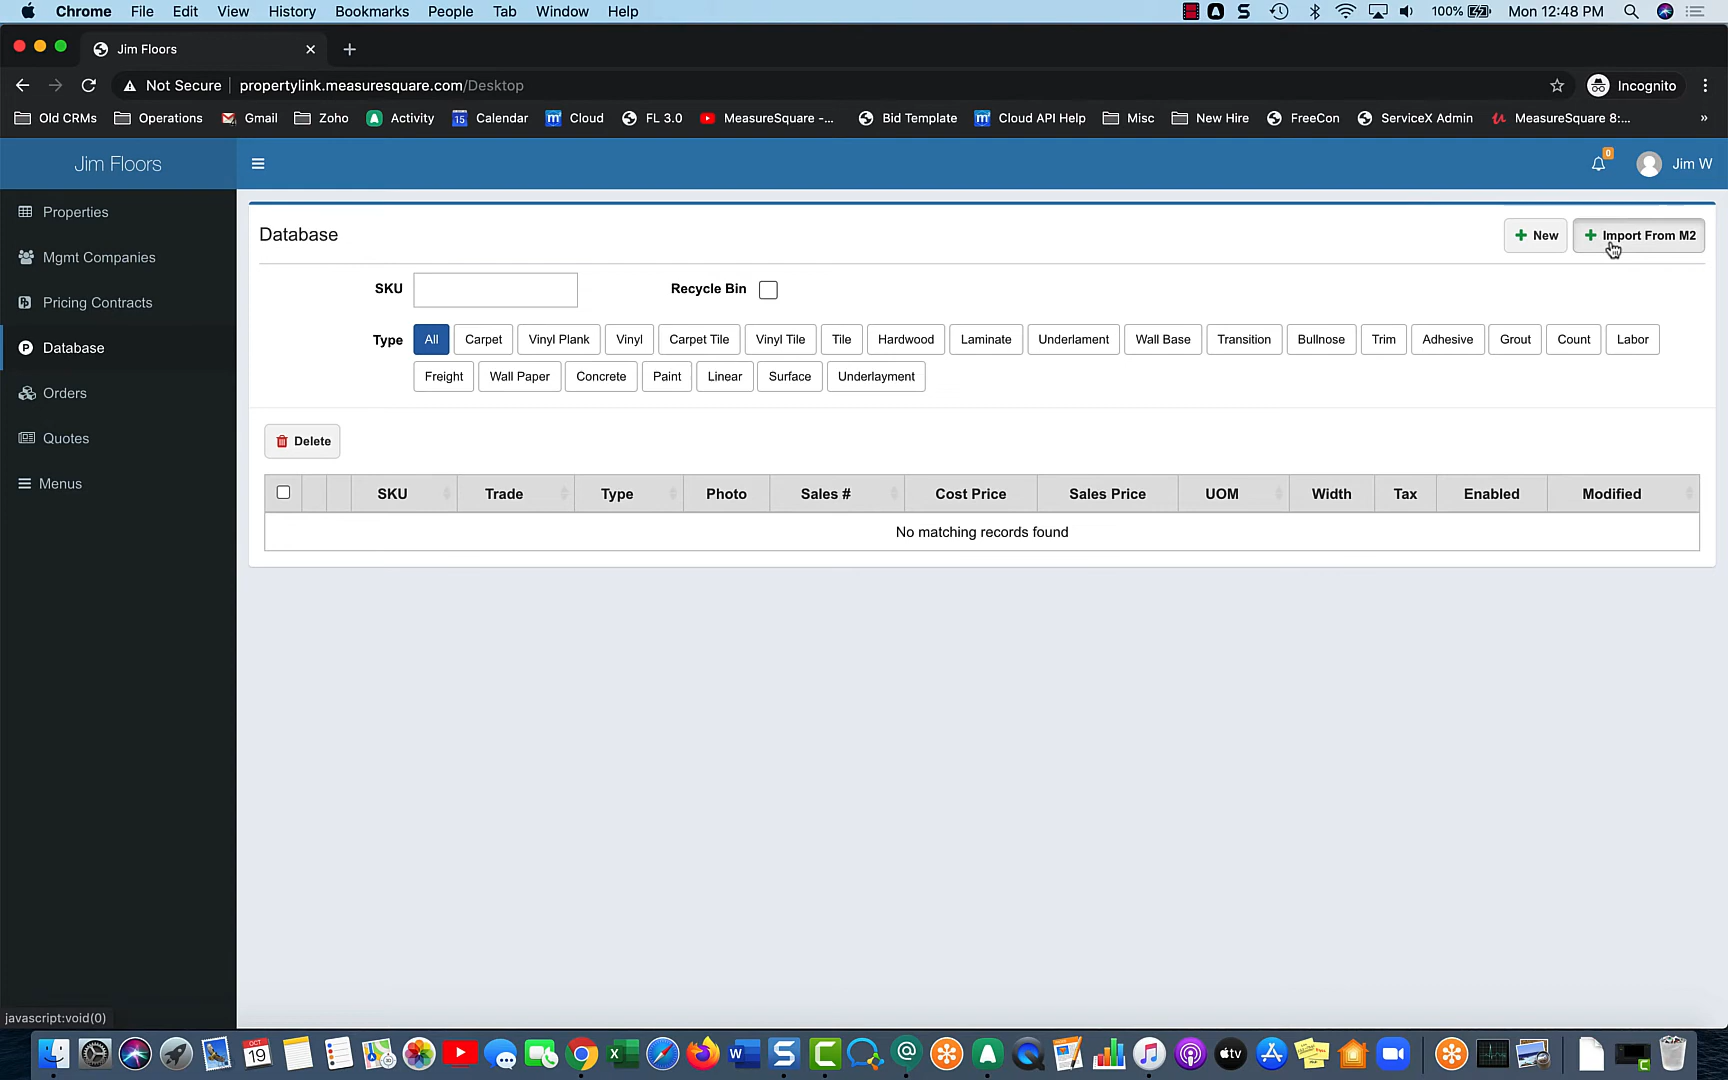 Chrome File Edit View History Bookmarks People Tab Window Help 100% Mon 12:48 PM
Jim Floors
Not Secure propertylink.measuresquare.com/Desktop Incognito
Old CRMs Operations Gmail Zoho Activity Calendar Cloud FL 3.0 MeasureSquare -... Bid Template Cloud API Help Misc New Hire FreeCon ServiceX Admin MeasureSquare 8:... »
Jim Floors 0 Jim W
Properties
Mgmt Companies
Pricing Contracts
Database
Orders
Quotes
Menus
Database New Import From M2
SKU Recycle Bin
Type All Carpet Vinyl Plank Vinyl Carpet Tile Vinyl Tile Tile Hardwood Laminate Underlament Wall Base Transition Bullnose Trim Adhesive Grout Count Labor
Freight Wall Paper Concrete Paint Linear Surface Underlayment
Delete
SKU Trade Type Photo Sales # Cost Price Sales Price UOM Width Tax Enabled Modified
No matching records found
javascript:void(0)
OCT
19
tv